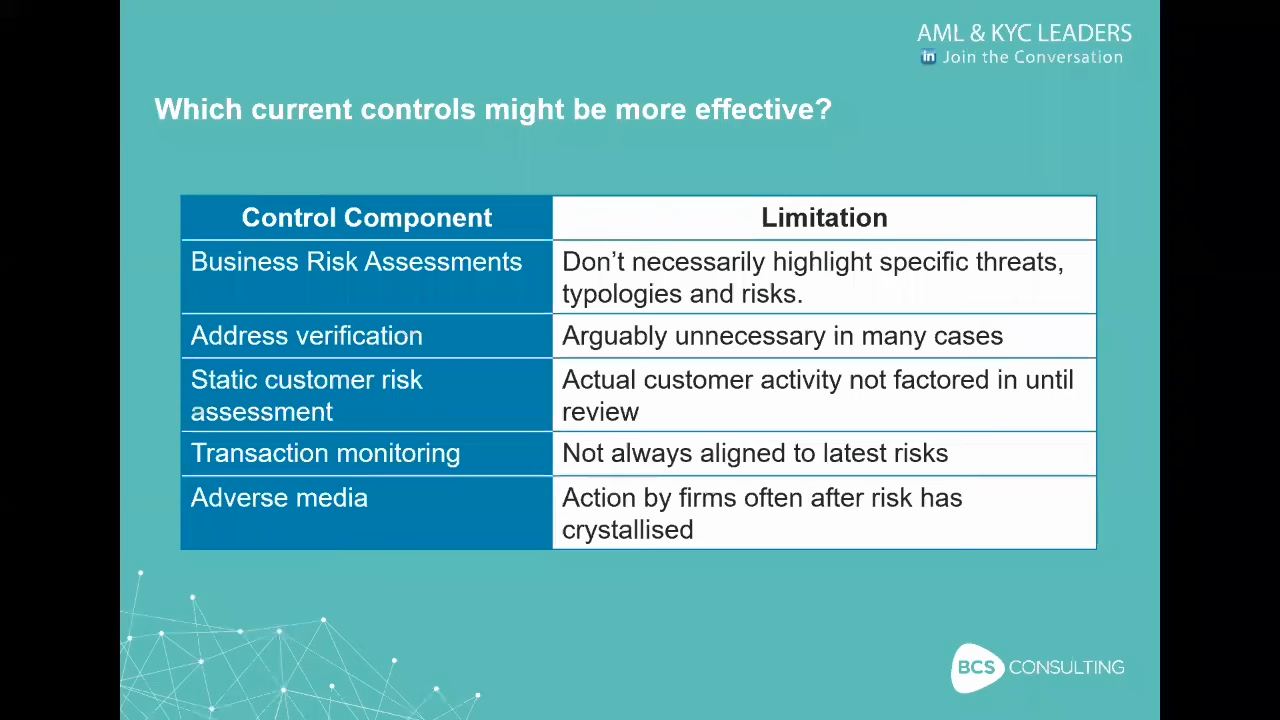 AML & KYC LEADERS
in Join the Conversation
Which current controls might be more effective?
Control Component
Limitation
Business Risk Assessments
Don’t necessarily highlight specific threats,
typologies and risks.
Address verification
Arguably unnecessary in many cases
Static customer risk
assessment
Actual customer activity not factored in until
review
Transaction monitoring
Not always aligned to latest risks
Adverse media
Action by firms often after risk has
crystallised
BCS CONSULTING